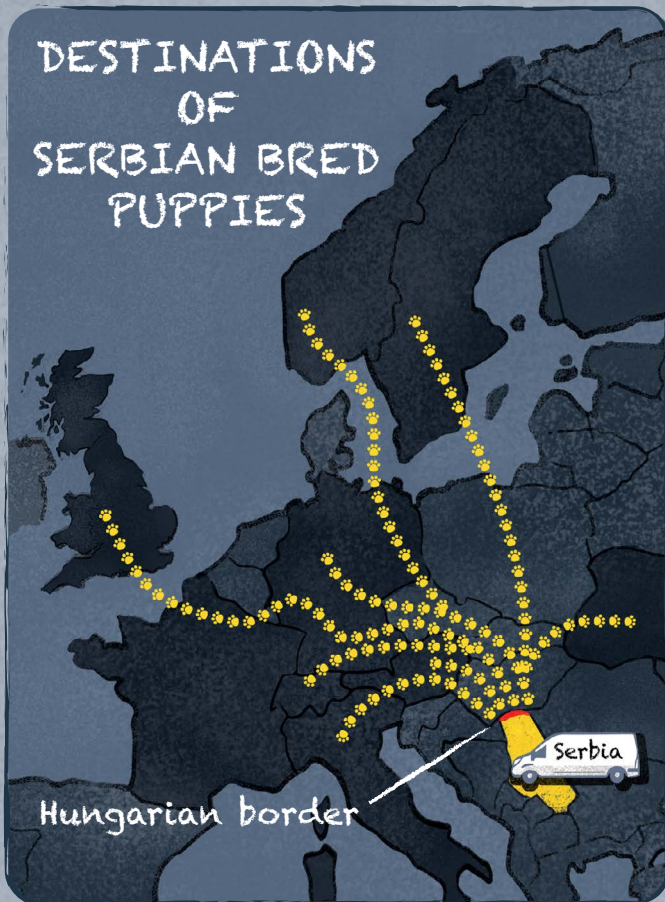 DESTINATIONS
OF
SERBIAN BRED
PUPPIES
Serbia
Hungarian border